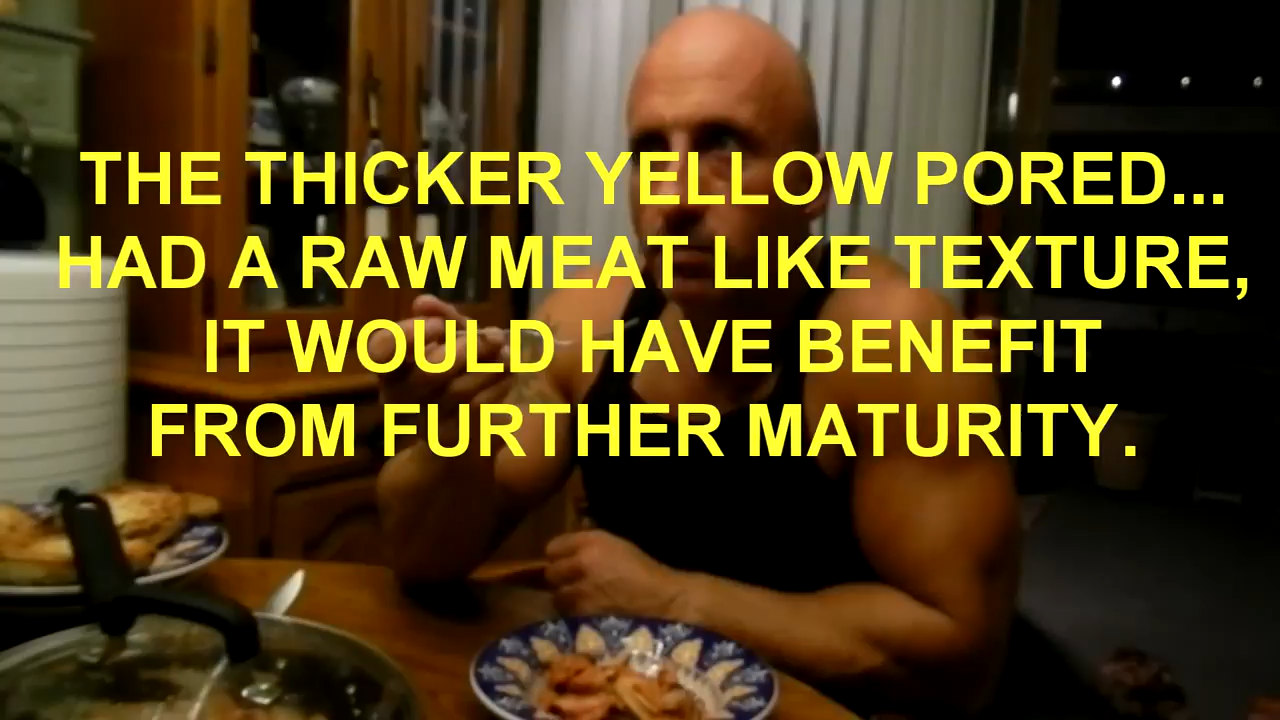 THE THICKER YELLOW PORED...
HAD A RAW MEAT LIKE TEXTURE,
IT WOULD HAVE BENEFIT
FROM FURTHER MATURITY.